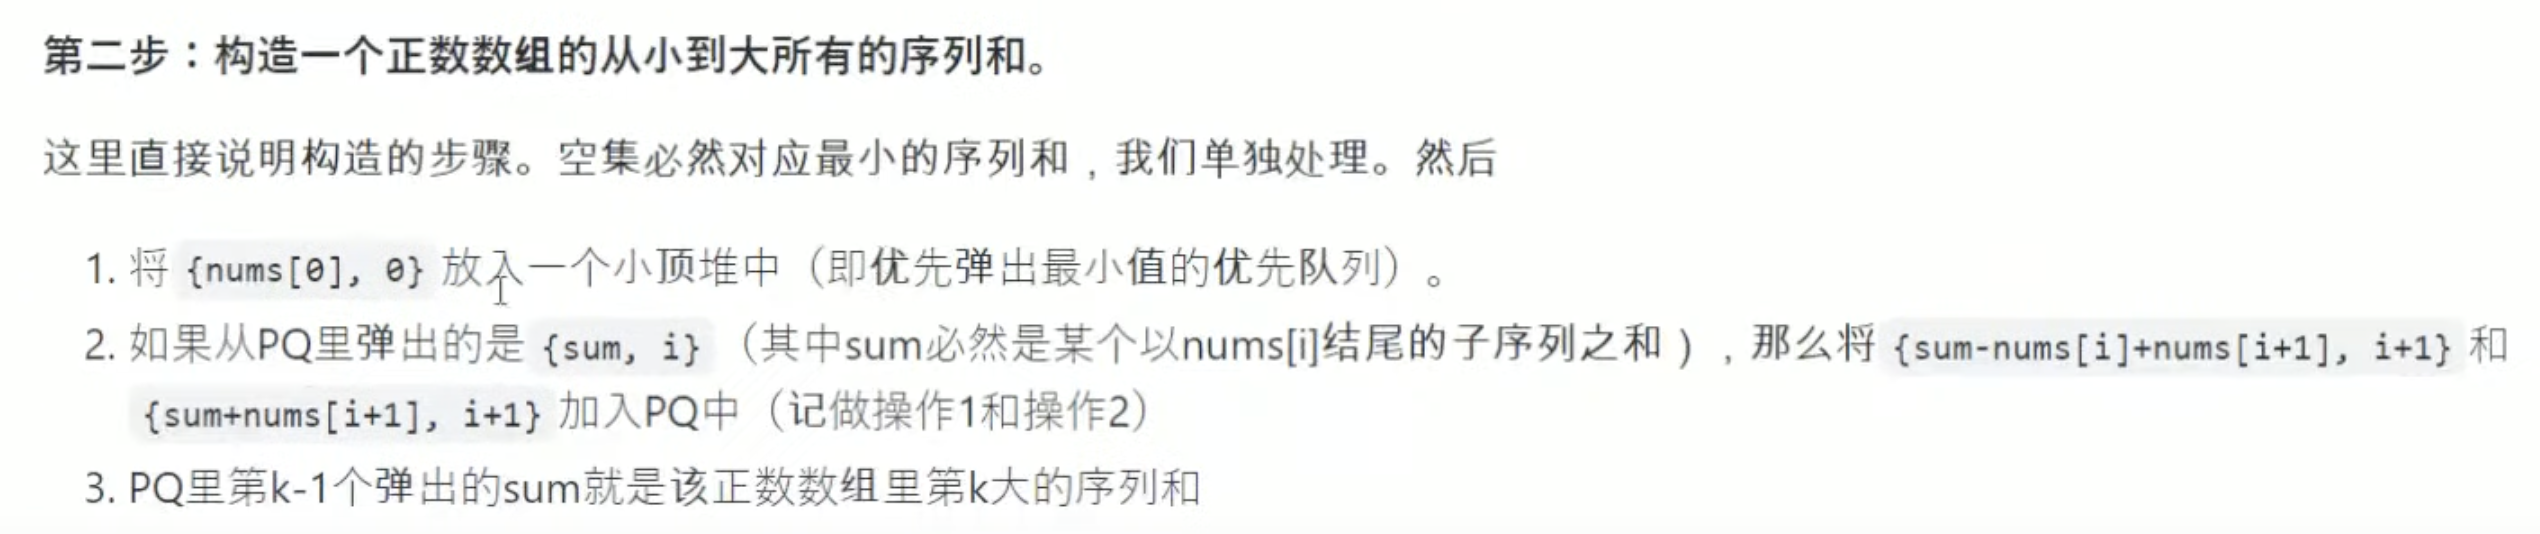 第二步：构造一个正数数组的从小到大所有的序列和。
这里直接说明构造的步骤。空集必然对应最小的序列和，我们单独处理。然后
1. 将 {nums[0], 0} 放入一个小顶堆中（即优先弹出最小值的优先队列）。
2. 如果从PQ里弹出的是 {sum, i} （其中sum必然是某个以nums[i]结尾的子序列之和），那么将 {sum-nums[i]+nums[i+1], i+1} 和
{sum+nums[i+1], i+1} 加入PQ中（记做操作1和操作2）
3. PQ里第k-1个弹出的sum就是该正数数组里第k大的序列和